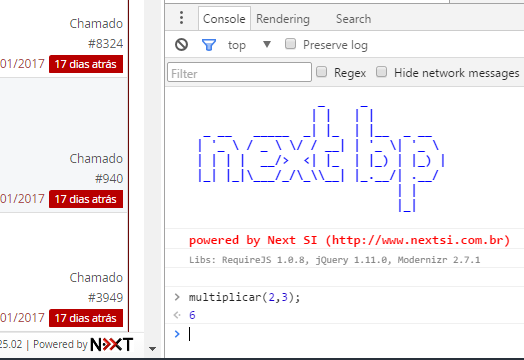 Chamado
#8324
01/2017 17 dias atrás
Chamado
#940
01/2017 17 dias atrás
Chamado
#3949
01/2017 17 dias atrás
25.02 | Powered by NEXT
Console Rendering Search
top Preserve log
Filter Regex Hide network messages
next bp
powered by Next SI (http://www.nextsi.com.br)
Libs: RequireJS 1.0.8, jQuery 1.11.0, Modernizr 2.7.1
> multiplicar(2,3);
6
>